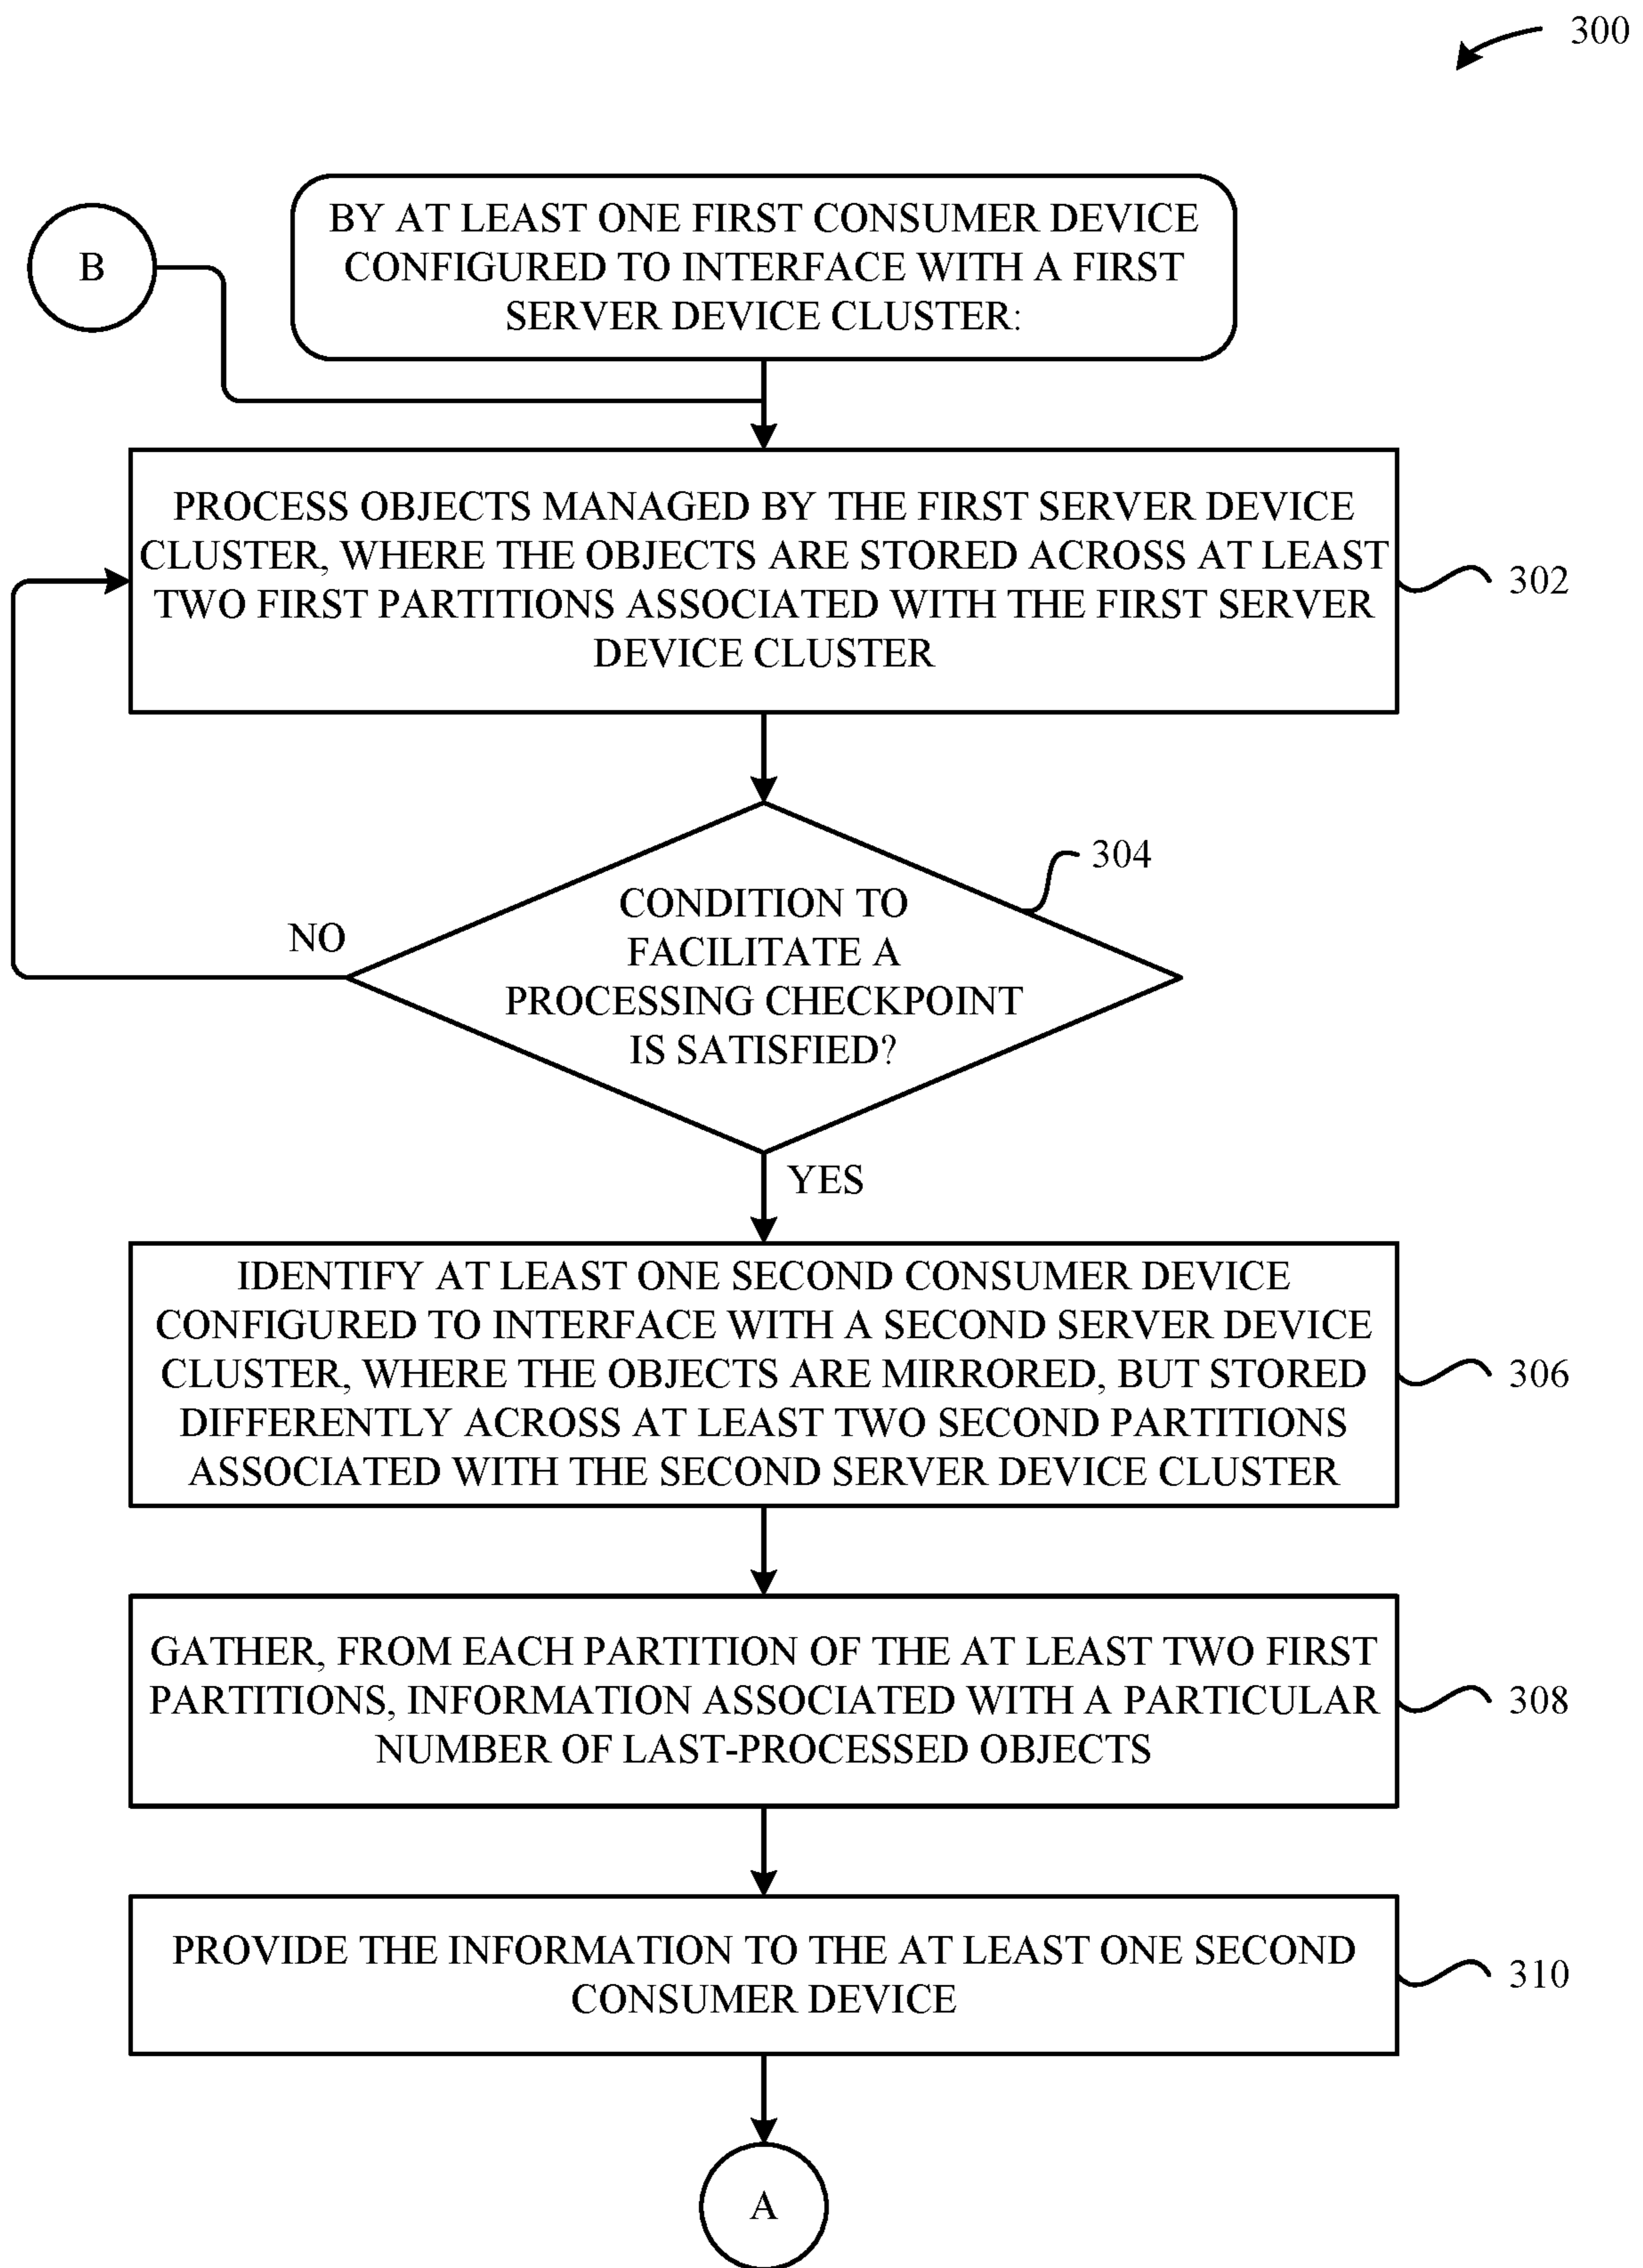 300
BY AT LEAST ONE FIRST CONSUMER DEVICE
CONFIGURED TO INTERFACE WITH A FIRST
SERVER DEVICE CLUSTER:
B
PROCESS OBJECTS MANAGED BY THE FIRST SERVER DEVICE
CLUSTER, WHERE THE OBJECTS ARE STORED ACROSS AT LEAST
TWO FIRST PARTITIONS ASSOCIATED WITH THE FIRST SERVER
DEVICE CLUSTER
302
304
CONDITION TO
FACILITATE A
PROCESSING CHECKPOINT
IS SATISFIED?
NO
YES
IDENTIFY AT LEAST ONE SECOND CONSUMER DEVICE
CONFIGURED TO INTERFACE WITH A SECOND SERVER DEVICE
CLUSTER, WHERE THE OBJECTS ARE MIRRORED, BUT STORED
DIFFERENTLY ACROSS AT LEAST TWO SECOND PARTITIONS
ASSOCIATED WITH THE SECOND SERVER DEVICE CLUSTER
306
GATHER, FROM EACH PARTITION OF THE AT LEAST TWO FIRST
PARTITIONS, INFORMATION ASSOCIATED WITH A PARTICULAR
NUMBER OF LAST-PROCESSED OBJECTS
308
PROVIDE THE INFORMATION TO THE AT LEAST ONE SECOND
CONSUMER DEVICE
310
A